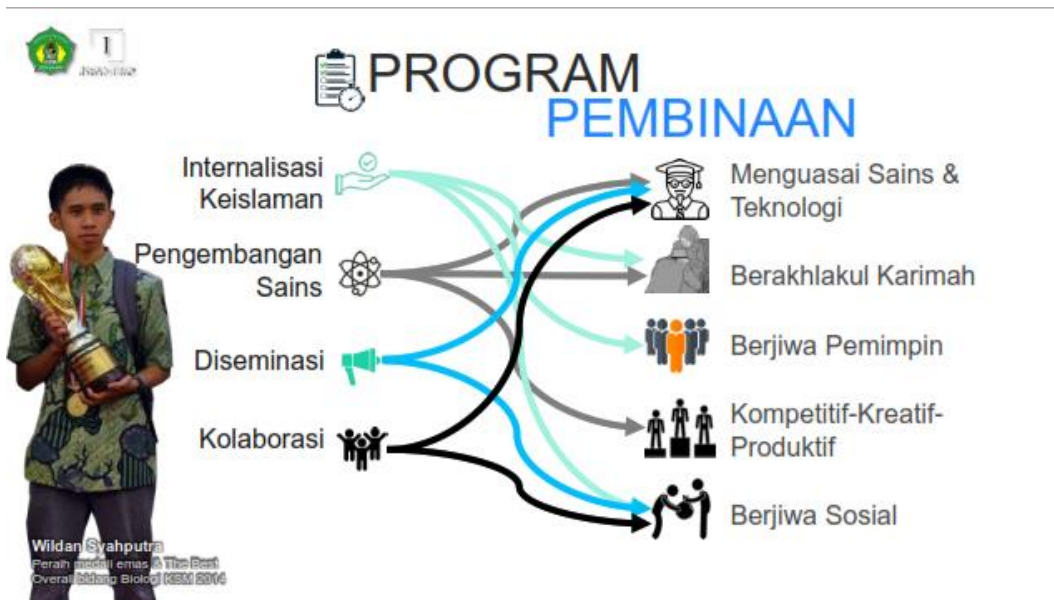 1
PROGRAM
PEMBINAAN
Internalisasi
Keislaman
Pengembangan
Sains
Diseminasi
Kolaborasi
Menguasai Sains &
Teknologi
Berakhlakul Karimah
Berjiwa Pemimpin
Kompetitif-Kreatif-
Produktif
Berjiwa Sosial
Wildan Syahputra
Peraih medali emas & The Best
Overall bidang Biologi KSM 2014